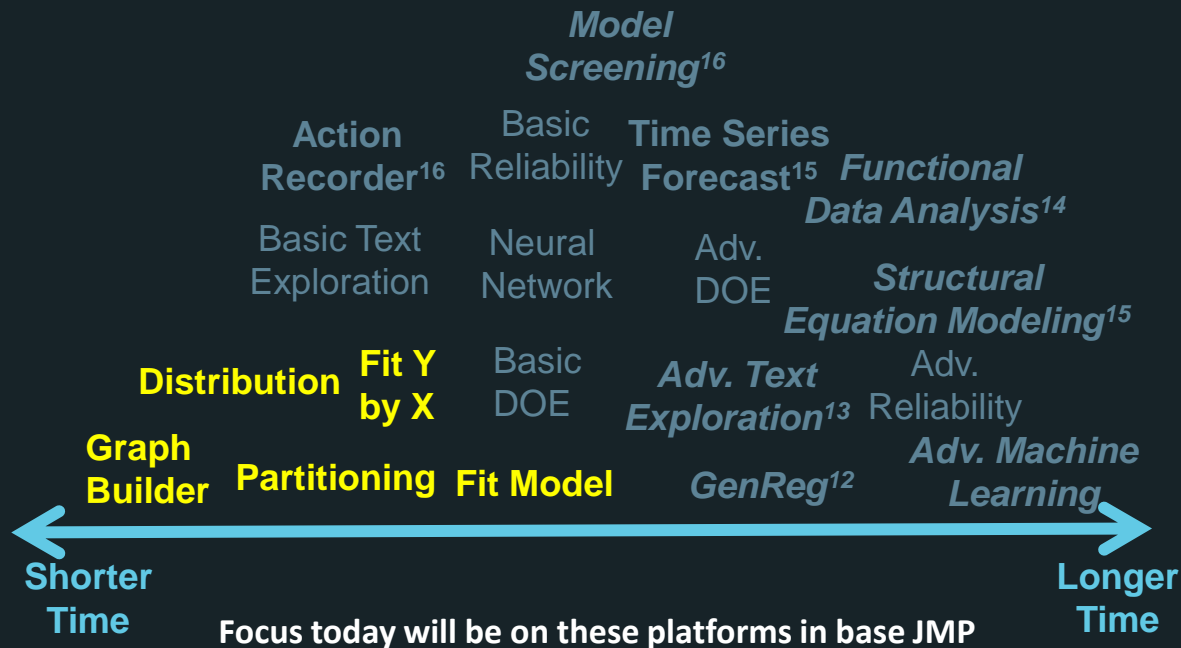 Model
Screening¹⁶
Action
Recorder¹⁶
Basic
Reliability
Time Series
Forecast¹⁵
Functional
Data Analysis¹⁴
Basic Text
Exploration
Neural
Network
Adv.
DOE
Structural
Equation Modeling¹⁵
Distribution
Fit Y
by X
Basic
DOE
Adv. Text
Exploration¹³
Adv.
Reliability
Graph
Builder
Partitioning
Fit Model
GenReg¹²
Adv. Machine
Learning
Shorter
Time
Longer
Time
Focus today will be on these platforms in base JMP